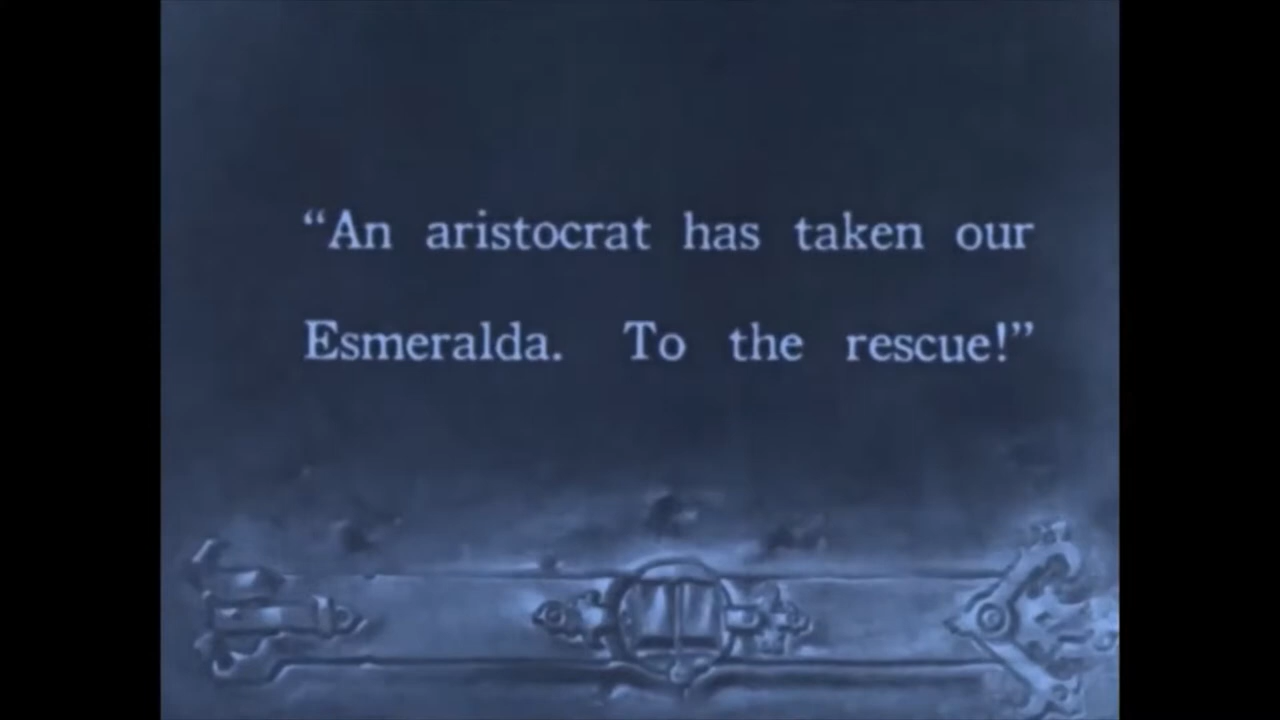 “An aristocrat has taken our
Esmeralda. To the rescue!”